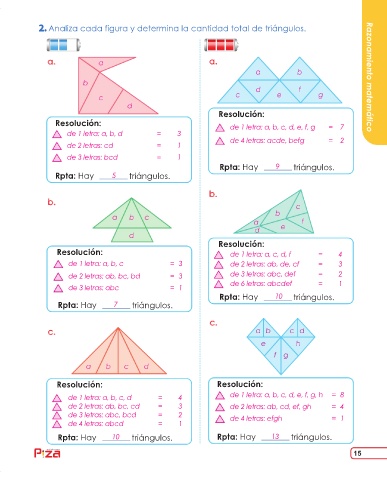 2. Analiza cada figura y determina la cantidad total de triángulos.
Razonamiento matemático
a.
a
b
c
d
Resolución:
de 1 letra: a, b, d = 3
de 2 letras: cd = 1
de 3 letras: bcd = 1
Rpta: Hay 5 triángulos.
b.
a b c
d
Resolución:
de 1 letra: a, b, c = 3
de 2 letras: ab, bc, bd = 3
de 3 letras: abc = 1
Rpta: Hay 7 triángulos.
c.
a b c d
Resolución:
de 1 letra: a, b, c, d = 4
de 2 letras: ab, bc, cd = 3
de 3 letras: abc, bcd = 2
de 4 letras: abcd = 1
Rpta: Hay 10 triángulos.
a.
a b
c d e f g
Resolución:
de 1 letra: a, b, c, d, e, f, g = 7
de 4 letras: acde, befg = 2
Rpta: Hay 9 triángulos.
b.
c
b
a f
d e
Resolución:
de 1 letra: a, c, d, f = 4
de 2 letras: ab, de, cf = 3
de 3 letras: abc, def = 2
de 6 letras: abcdef = 1
Rpta: Hay 10 triángulos.
c.
a b c d
e h
f g
Resolución:
de 1 letra: a, b, c, d, e, f, g, h = 8
de 2 letras: ab, cd, ef, gh = 4
de 4 letras: efgh = 1
Rpta: Hay 13 triángulos.
15